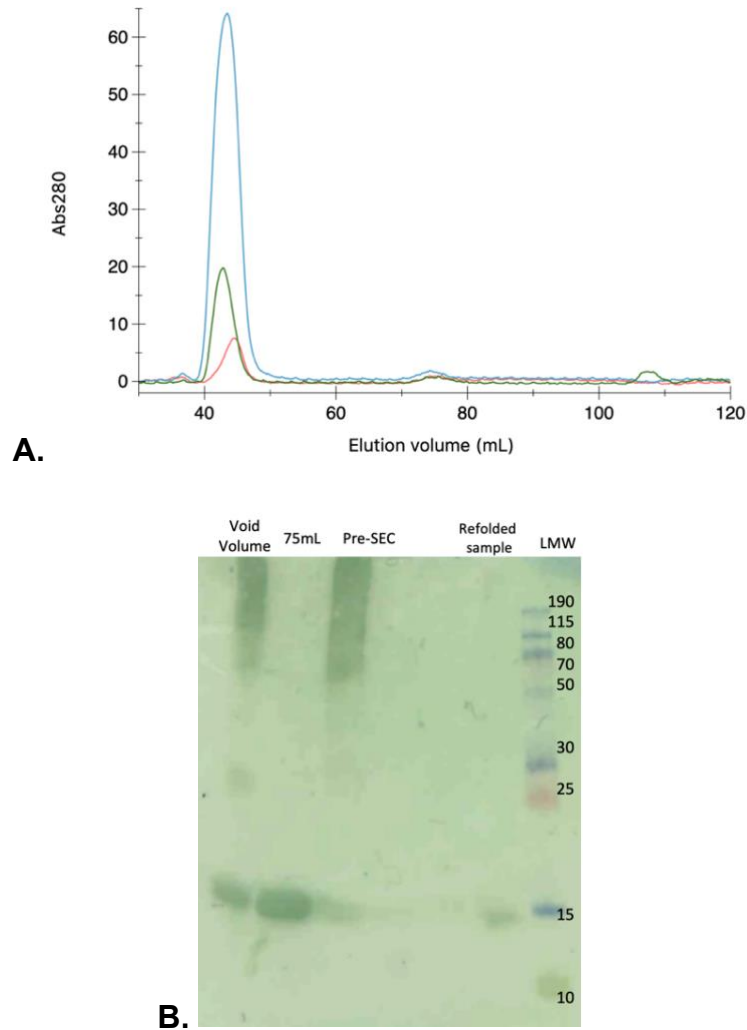 60
50
40
30
20
10
0
Abs280
40 60 80 100 120
Elution volume (mL)
A.
Void
Volume
75mL
Pre-SEC
Refolded
sample
LMW
190
115
80
70
50
30
25
15
10
B.